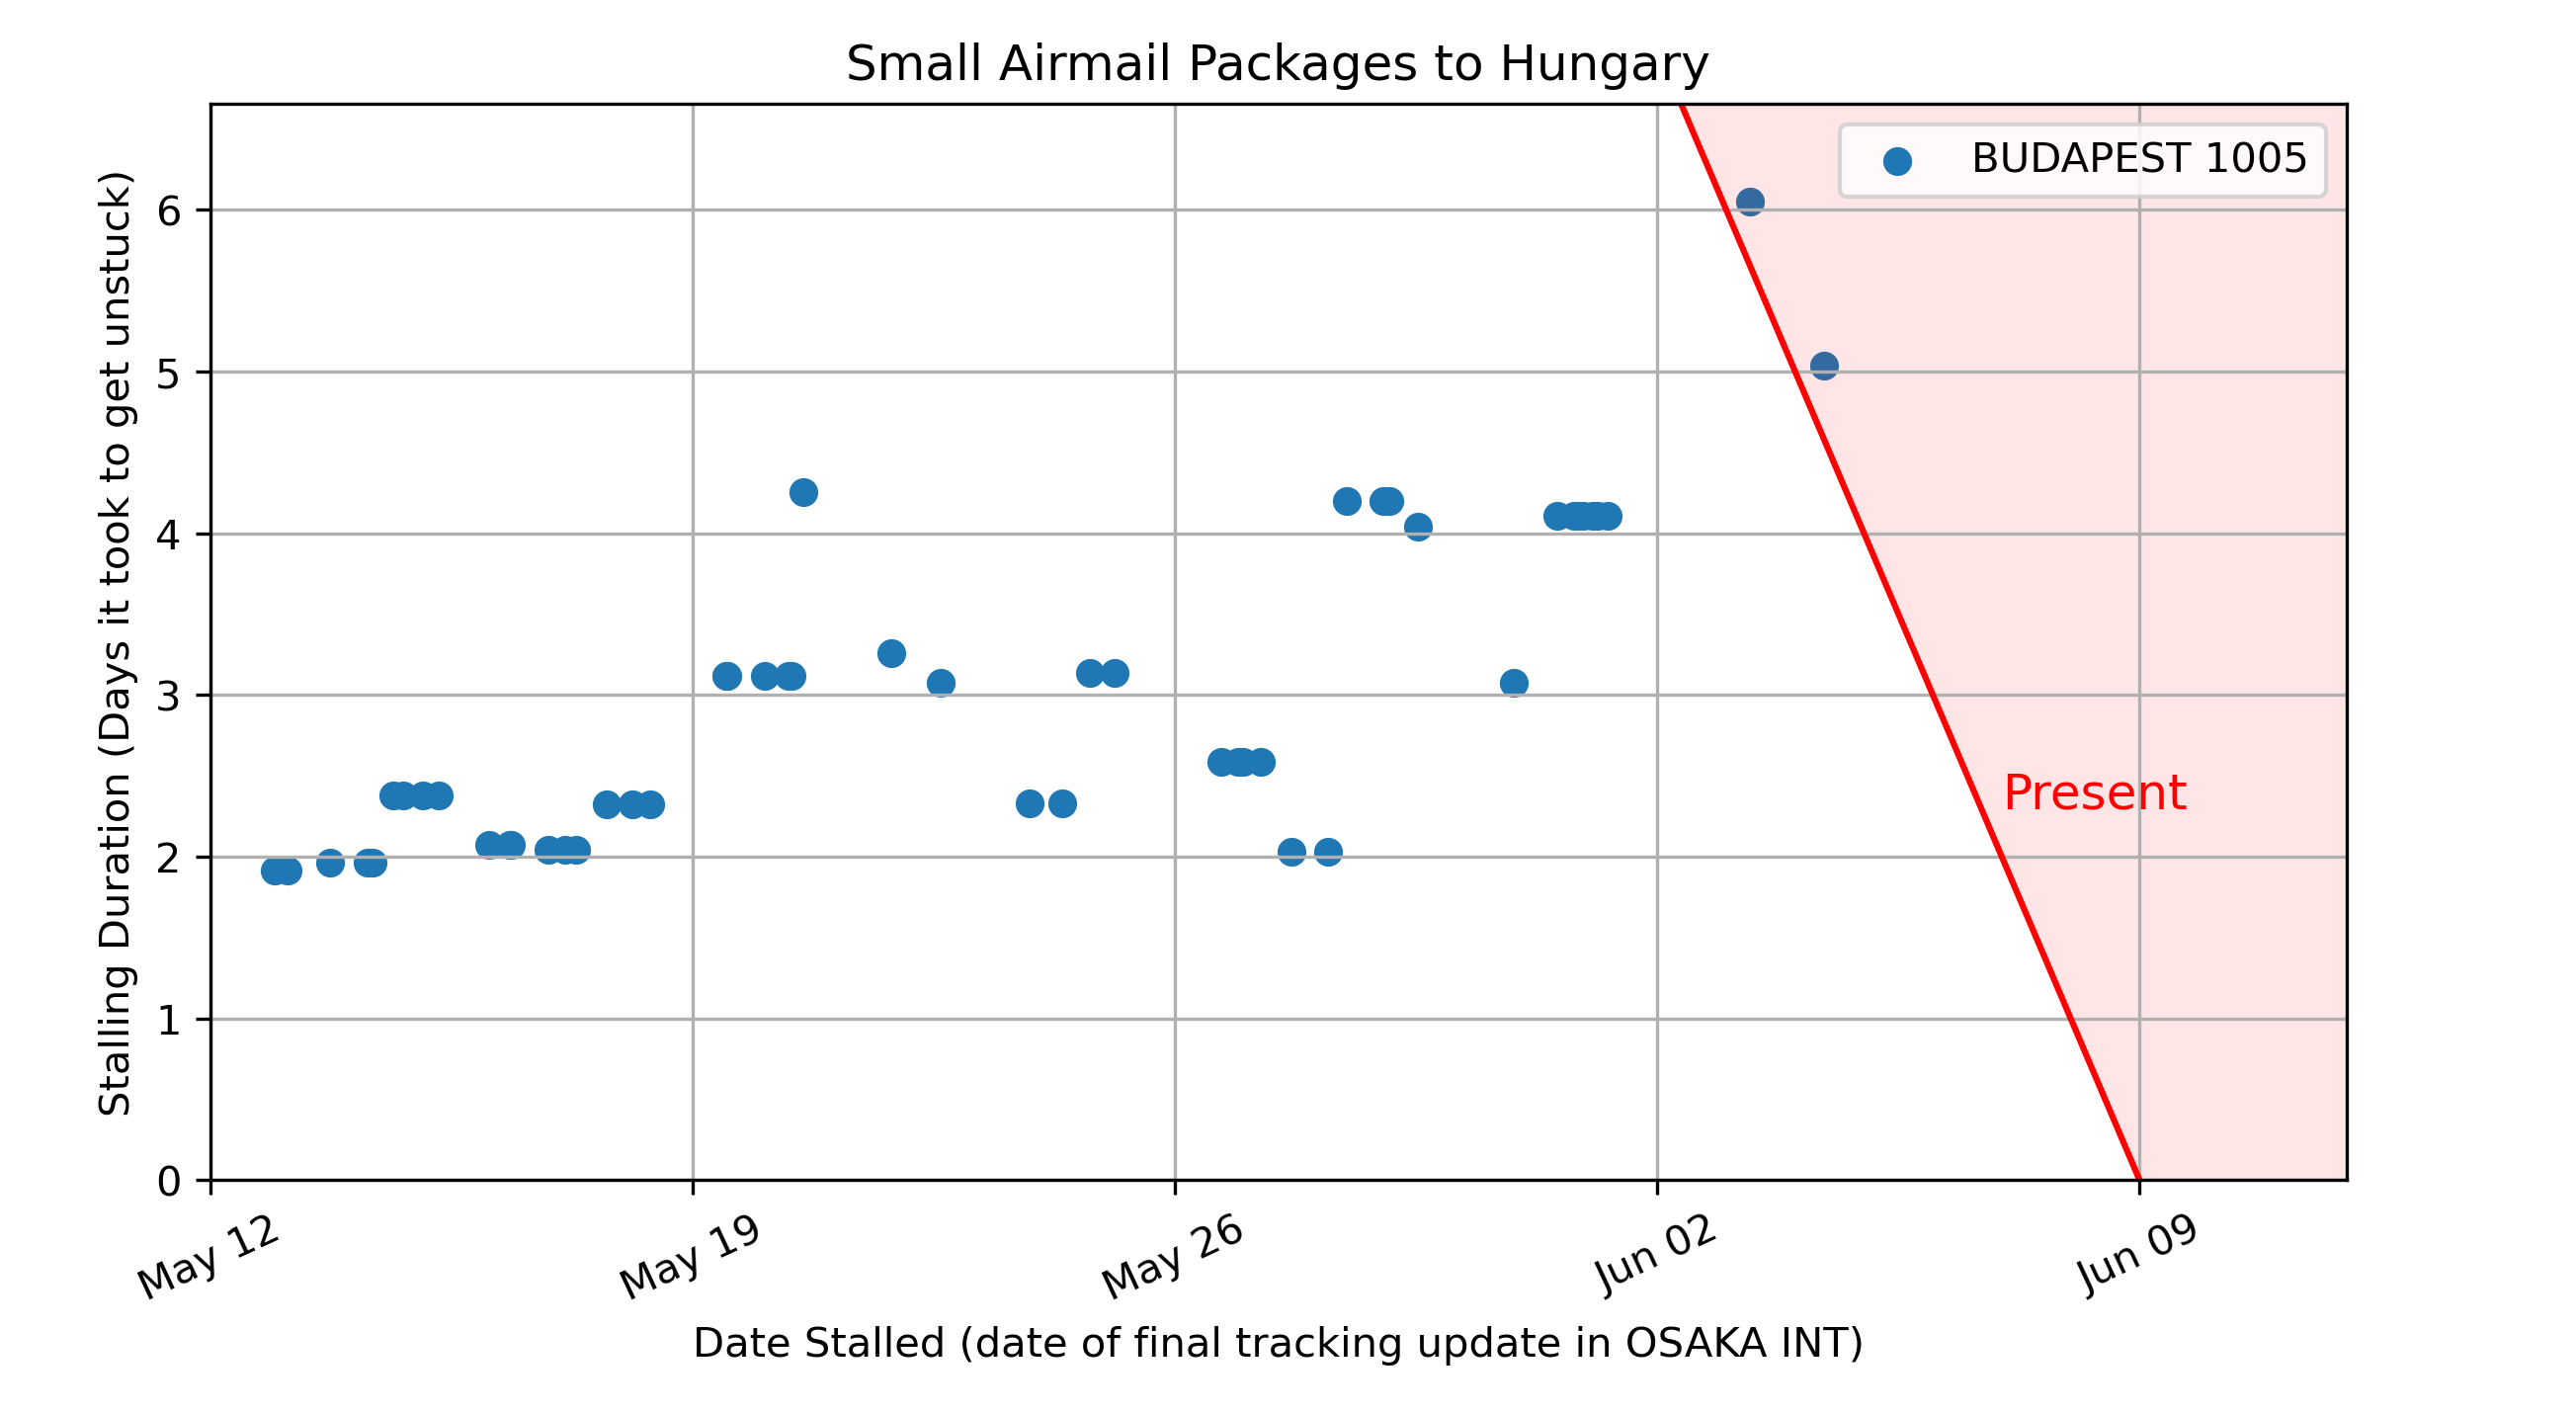 Small Airmail Packages to Hungary
BUDAPEST 1005
Stalling Duration (Days it took to get unstuck)
6
5
4
3
2
1
0
Present
May 12
May 19
May 26
Jun 02
Jun 09
Date Stalled (date of final tracking update in OSAKA INT)